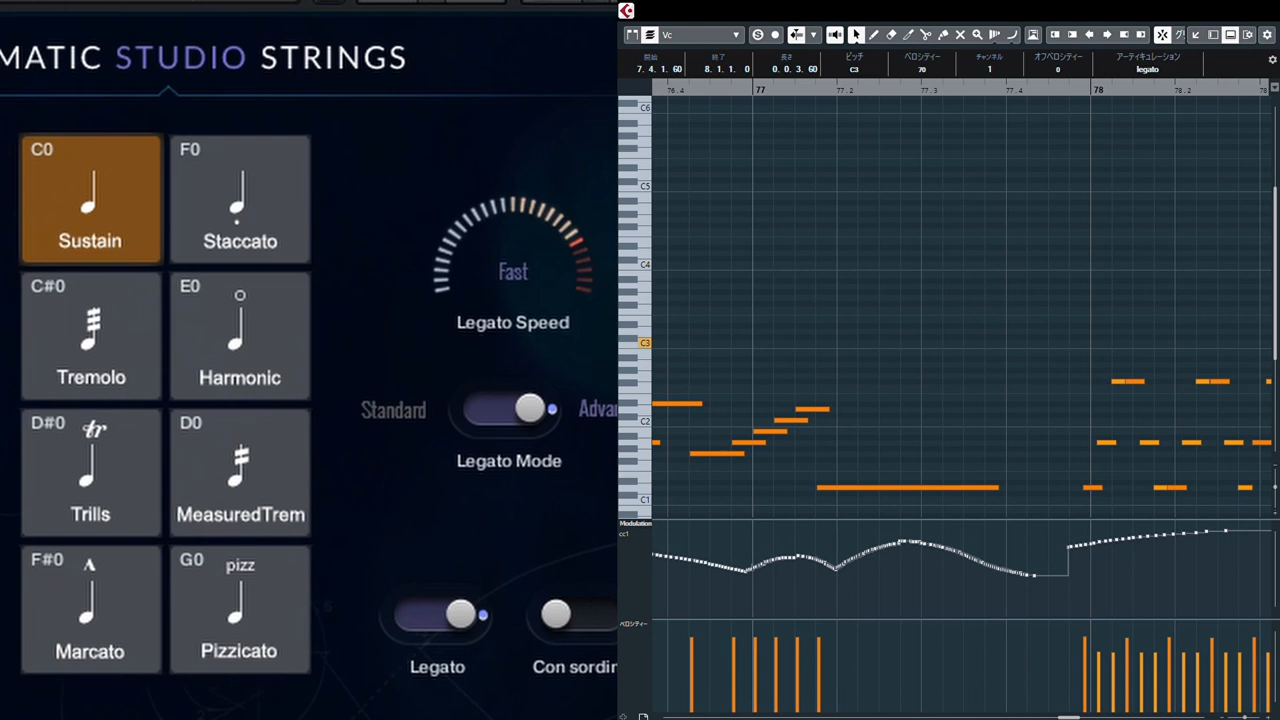 MATIC STUDIO STRINGS
C0
Sustain
F0
Staccato
C#0
Tremolo
E0
Harmonic
D#0
tr
Trills
D0
MeasuredTrem
F#0
Marcato
G0
pizz
Pizzicato
Fast
Legato Speed
Standard
Advan
Legato Mode
Legato
Con sordin
Vc
開始
終了
長さ
ピッチ
ベロシティー
チャンネル
オフベロシティー
アーティキュレーション
7. 4. 1. 60
8. 1. 1. 0
0. 0. 3. 60
C3
70
1
0
legato
76.4
77
77.2
77.3
77.4
78
78.2
78
C6
C5
C4
C3
C2
C1
Modulation
cc1
ベロシティー